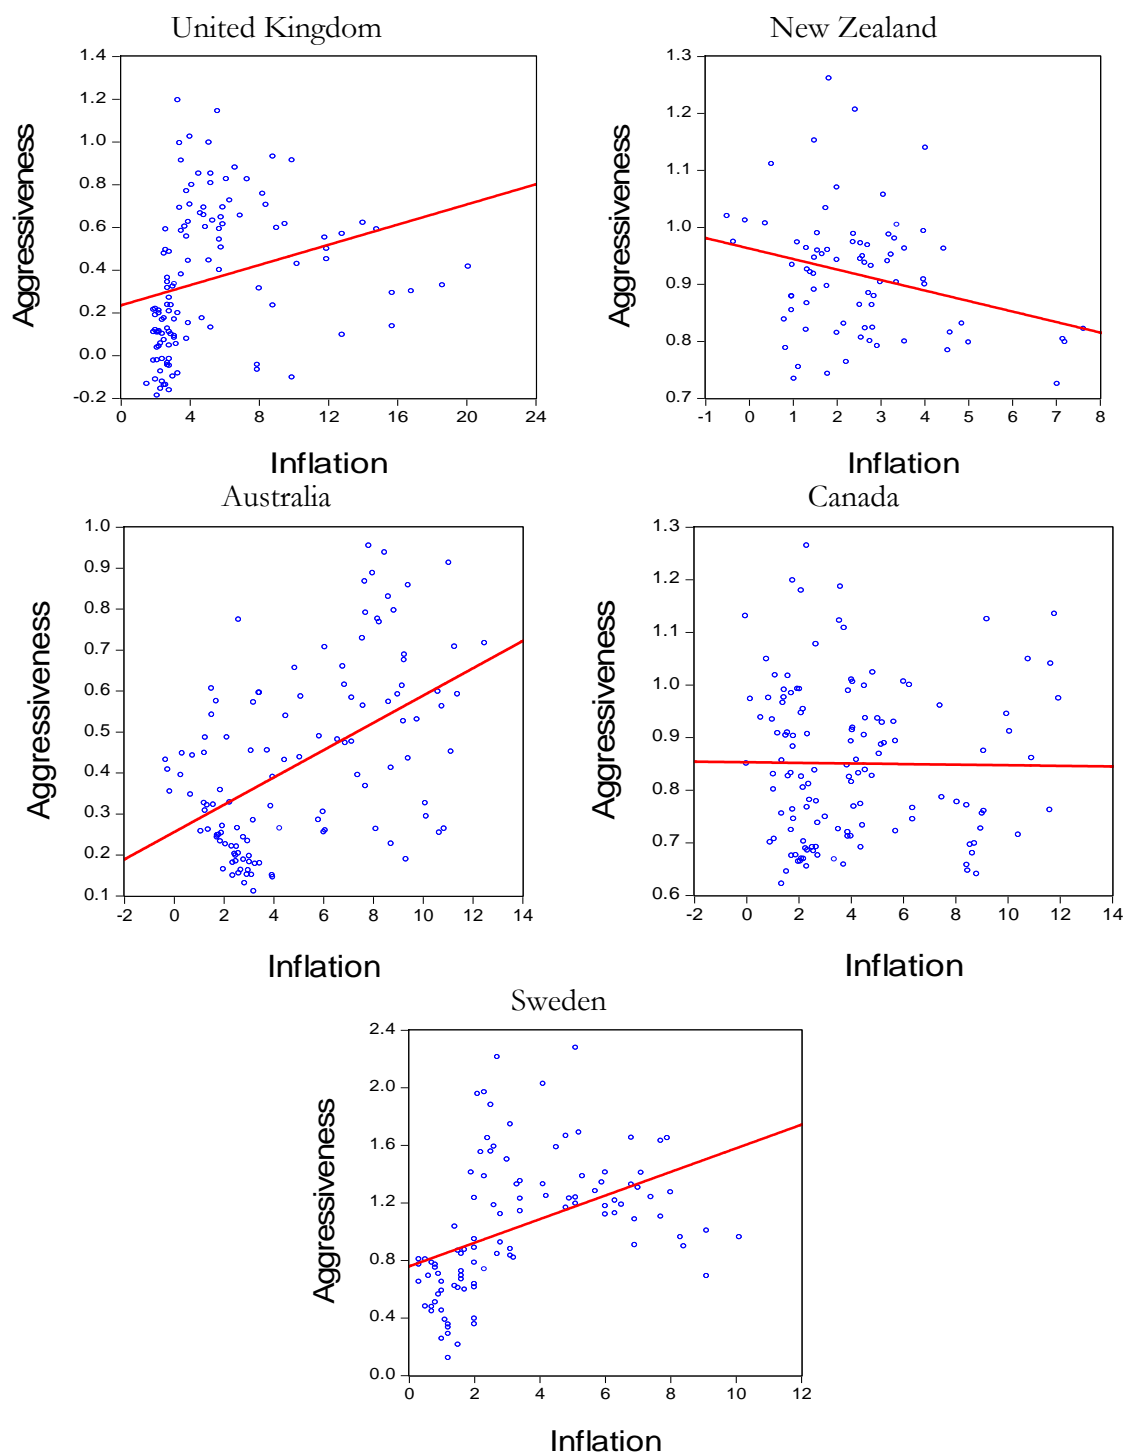 United Kingdom
1.4
1.2
1.0
0.8
0.6
0.4
0.2
0.0
-0.2
Aggressiveness
0 4 8 12 16 20 24
Inflation
New Zealand
1.3
1.2
1.1
1.0
0.9
0.8
0.7
Aggressiveness
-1 0 1 2 3 4 5 6 7 8
Inflation
Australia
1.0
0.9
0.8
0.7
0.6
0.5
0.4
0.3
0.2
0.1
Aggressiveness
-2 0 2 4 6 8 10 12 14
Inflation
Canada
1.3
1.2
1.1
1.0
0.9
0.8
0.7
0.6
Aggressiveness
-2 0 2 4 6 8 10 12 14
Inflation
Sweden
2.4
2.0
1.6
1.2
0.8
0.4
0.0
Aggressiveness
0 2 4 6 8 10 12
Inflation